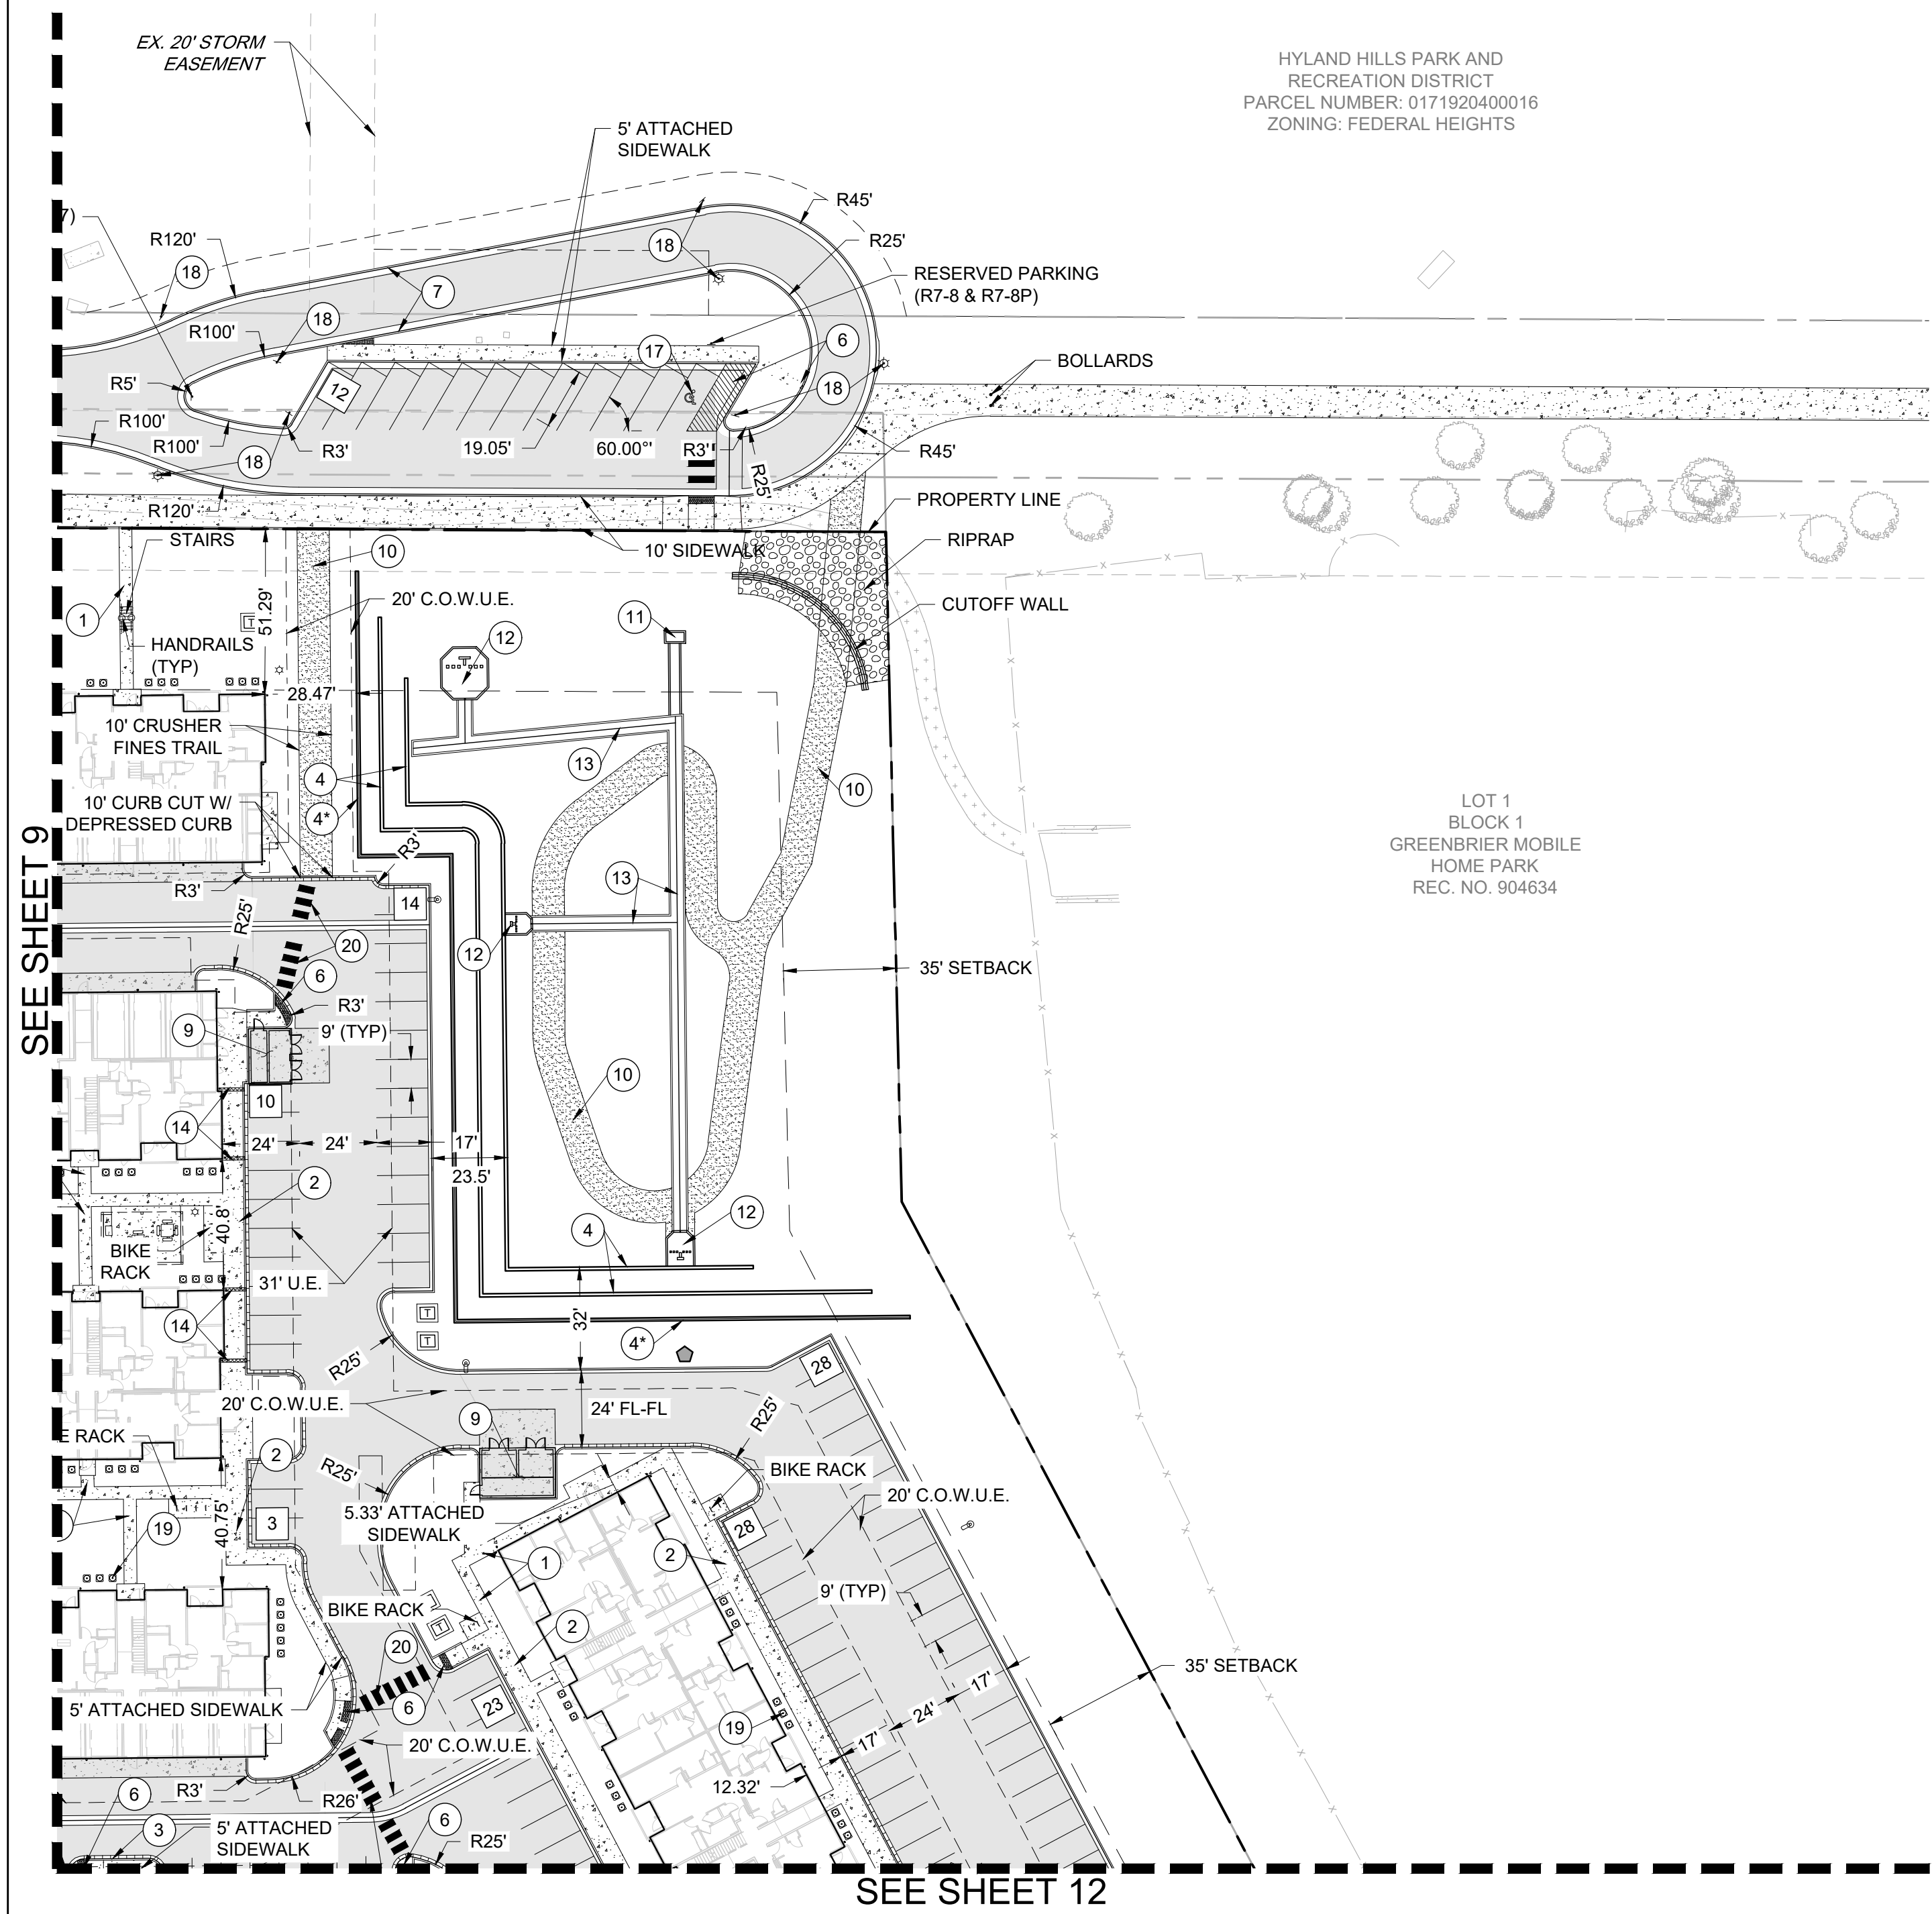 EX. 20' STORM
EASEMENT
HYLAND HILLS PARK AND
RECREATION DISTRICT
PARCEL NUMBER: 0171920400016
ZONING: FEDERAL HEIGHTS
5' ATTACHED
SIDEWALK
7)
R45'
R120'
18
18
R25'
7
RESERVED PARKING
(R7-8 & R7-8P)
R100'
18
17
6
BOLLARDS
R5'
12
18
R100'
R100'
R3'
19.05'
60.00°'
R3'
R45'
18
R25'
R120'
PROPERTY LINE
STAIRS
10
10' SIDEWALK
RIPRAP
51.29'
1
T
20' C.O.W.U.E.
11
CUTOFF WALL
HANDRAILS
(TYP)
12
28.47'
10' CRUSHER
FINES TRAIL
13
4
10
10' CURB CUT W/
DEPRESSED CURB
4*
R3'
LOT 1
BLOCK 1
GREENBRIER MOBILE
HOME PARK
REC. NO. 904634
SEE SHEET 9
R3'
13
14
R25'
20
12
6
35' SETBACK
R3'
9
9' (TYP)
10
10
14
24'
24'
17'
23.5'
2
12
40.8'
4
BIKE
RACK
31' U.E.
T
32'
14
T
4*
R25'
28
20' C.O.W.U.E.
9
24' FL-FL
R25'
E RACK
2
R25'
BIKE RACK
20' C.O.W.U.E.
5.33' ATTACHED
SIDEWALK
3
28
40.75'
19
1
2
9' (TYP)
BIKE RACK
T
2
20
35' SETBACK
17'
5' ATTACHED SIDEWALK
6
23
24'
19
20' C.O.W.U.E.
17'
12.32'
R3'
R26'
6
6
3
5' ATTACHED
SIDEWALK
R25'
SEE SHEET 12